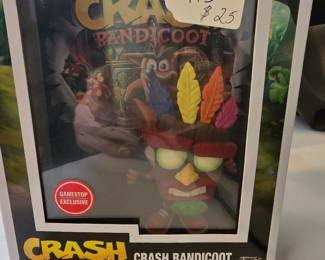 CRASH
BANDICOOT
$ 25
GAMESTOP
EXCLUSIVE
CRASH
CRASH BANDICOOT